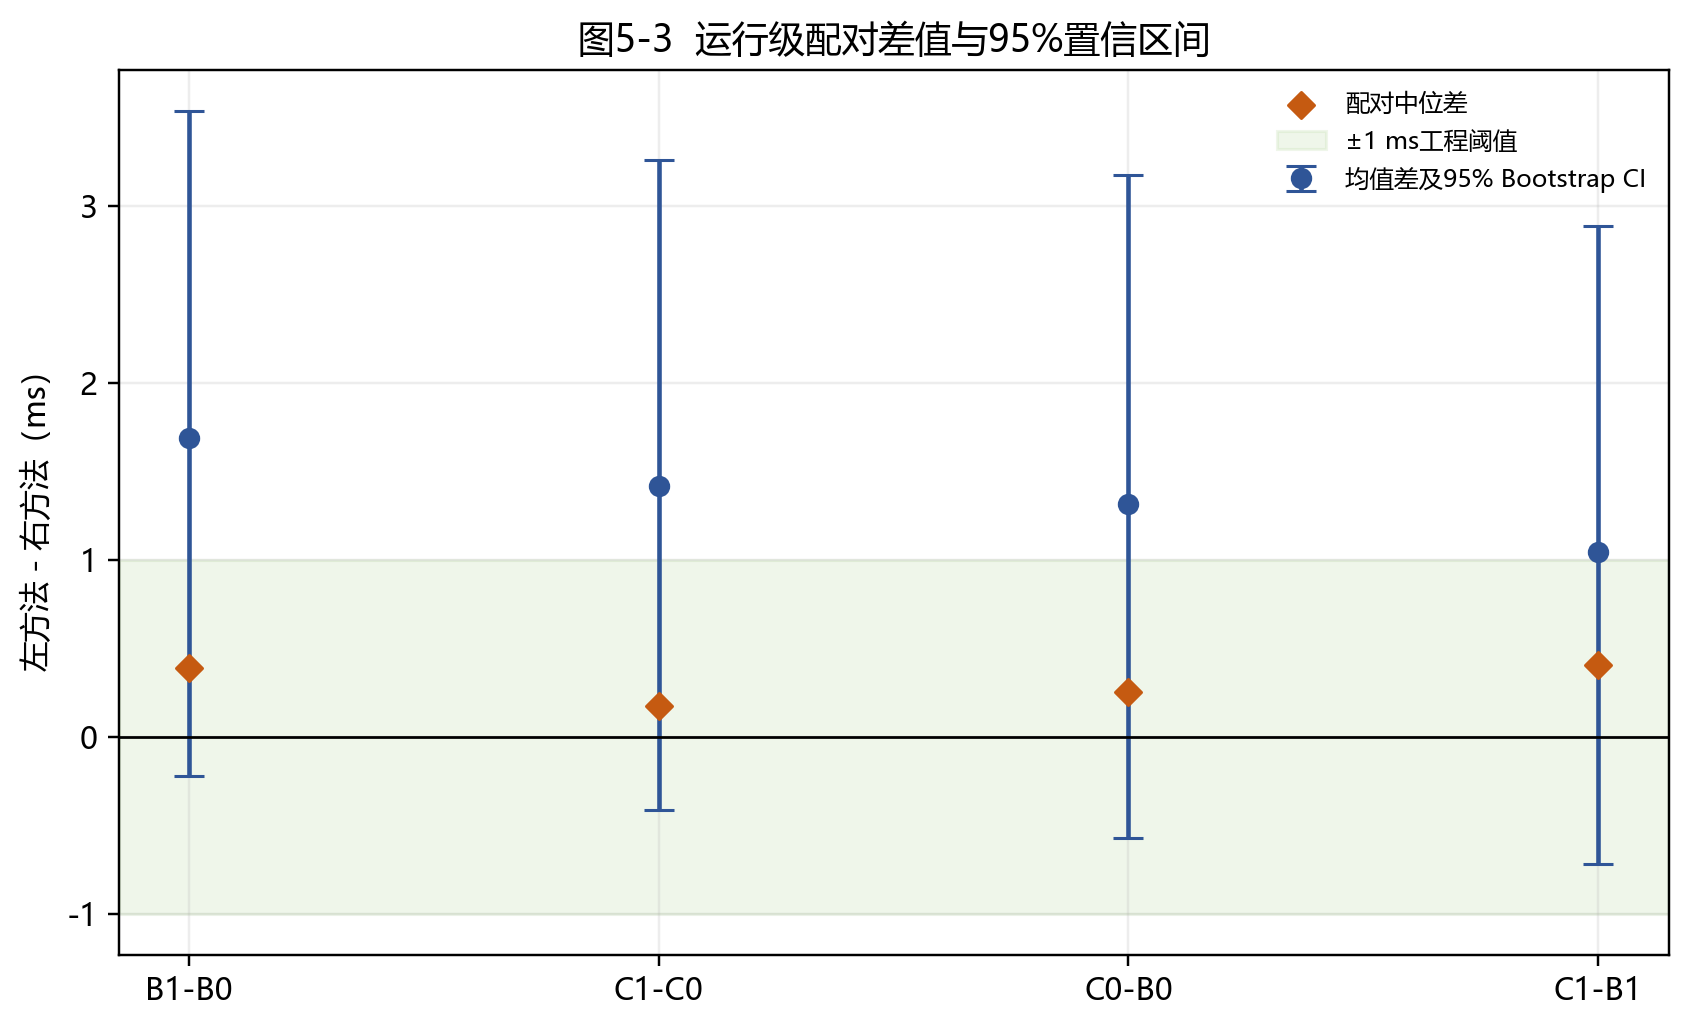 图5-3 运行级配对差值与95%置信区间
配对中位差
±1 ms工程阈值
均值差及95% Bootstrap CI
左方法 - 右方法（ms）
3
2
1
0
-1
B1-B0
C1-C0
C0-B0
C1-B1